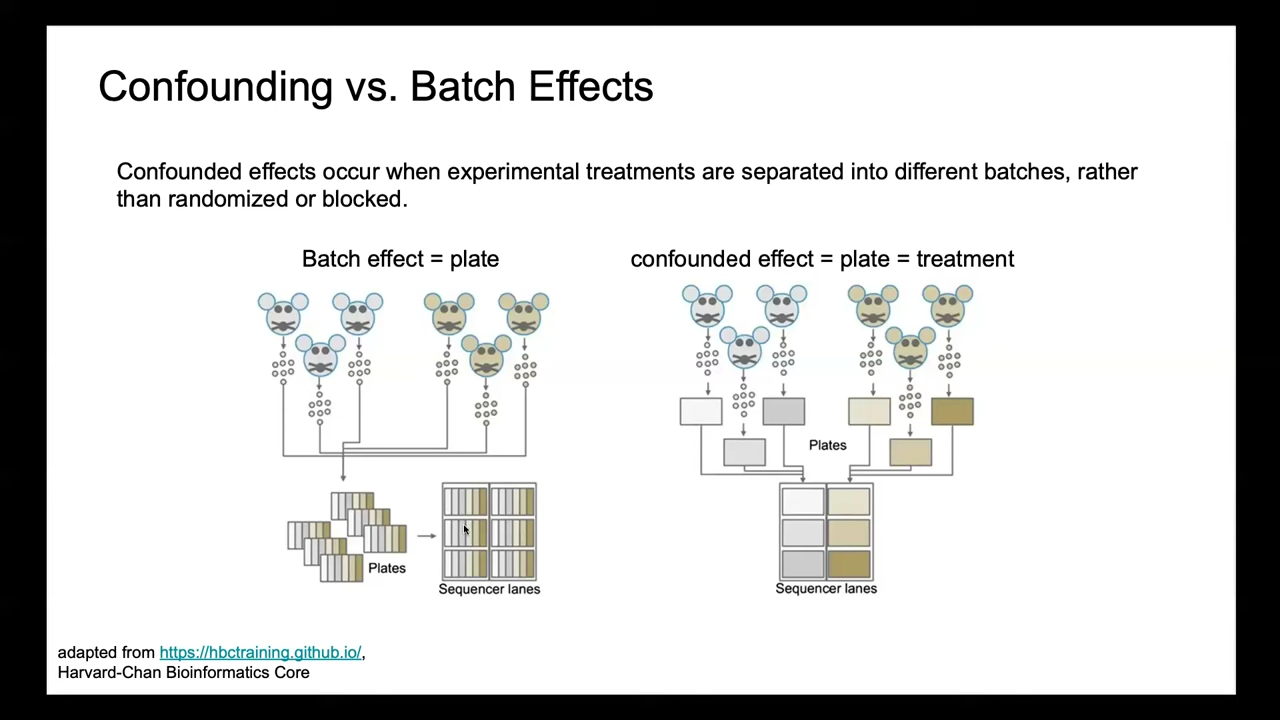 Confounding vs. Batch Effects
Confounded effects occur when experimental treatments are separated into different batches, rather
than randomized or blocked.
Batch effect = plate
confounded effect = plate = treatment
Plates
Sequencer lanes
Plates
Sequencer lanes
adapted from https://hbctraining.github.io/,
Harvard-Chan Bioinformatics Core